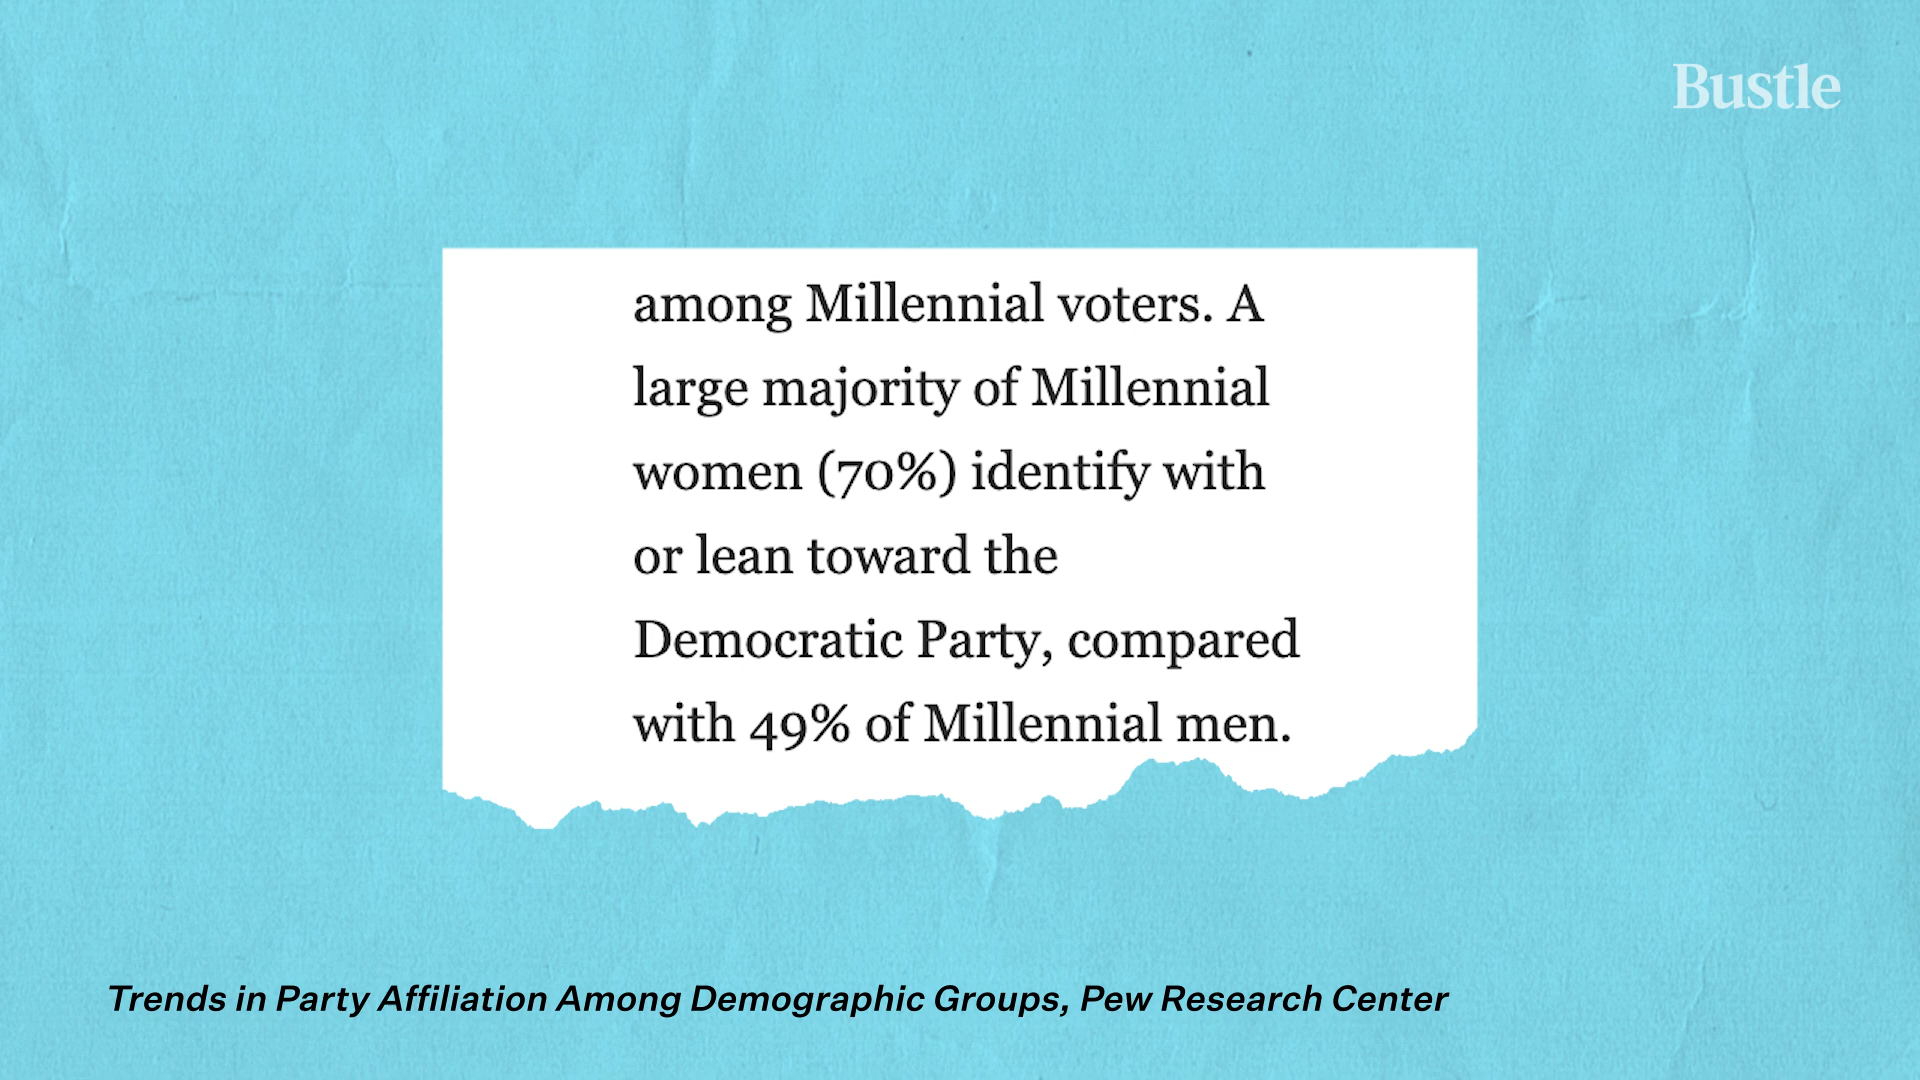 Bustle
among Millennial voters. A
large majority of Millennial
women (70%) identify with
or lean toward the
Democratic Party, compared
with 49% of Millennial men.
Trends in Party Affiliation Among Demographic Groups, Pew Research Center